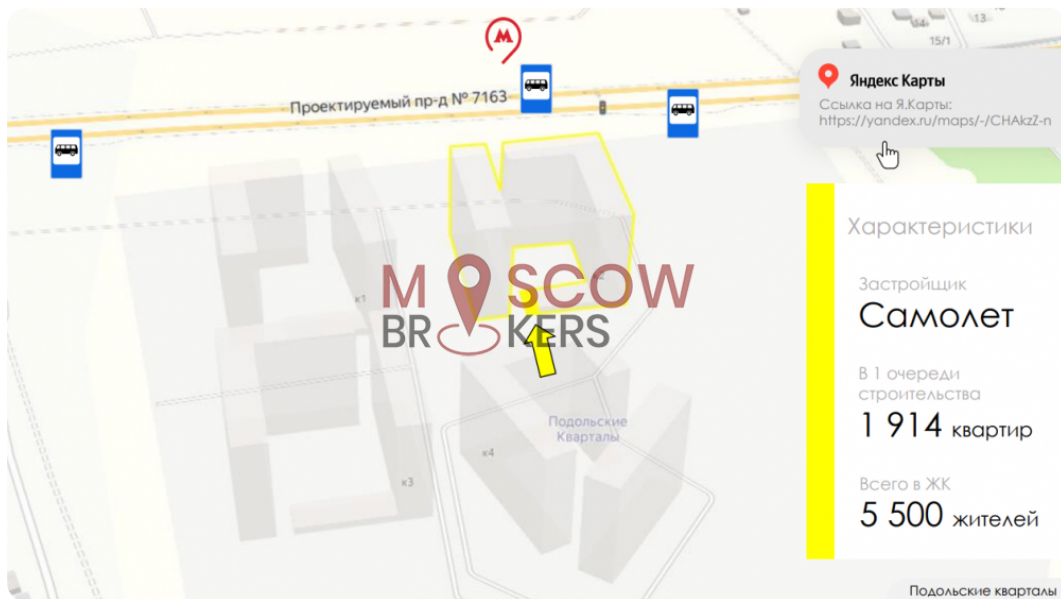 13
15/1
Проектируемый пр-д № 7163
Яндекс Карты
Ссылка на Я.Карты:
https://yandex.ru/maps/-/CHAkzZ-n
Характеристики
Застройщик
Самолет
В 1 очереди
строительства
1 914 квартир
Всего в ЖК
5 500 жителей
к1
к2
MOSCOW
BROKERS
Подольские
Кварталы
к4
к3
Подольские кварталы